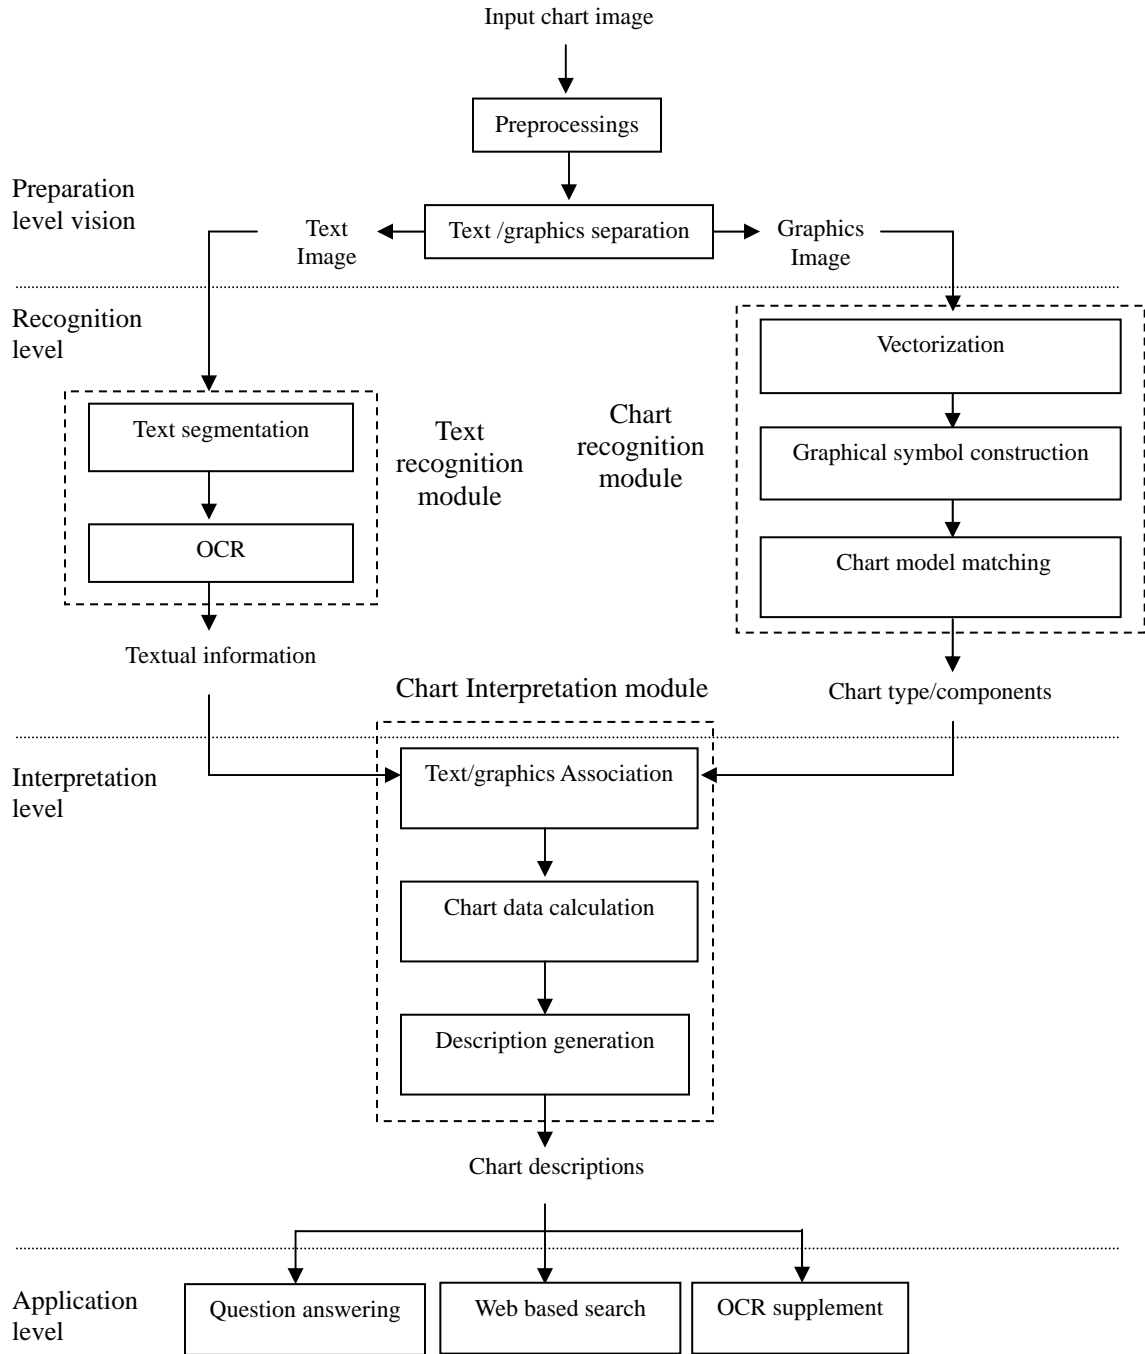 Input chart image
Preprocessings
Preparation
level vision
Text /graphics separation
Text
Image
Graphics
Image
Recognition
level
Vectorization
Text segmentation
Text
recognition
module
Chart
recognition
module
Graphical symbol construction
OCR
Chart model matching
Textual information
Chart Interpretation module
Chart type/components
Interpretation
level
Text/graphics Association
Chart data calculation
Description generation
Chart descriptions
Application
level
Question answering
Web based search
OCR supplement